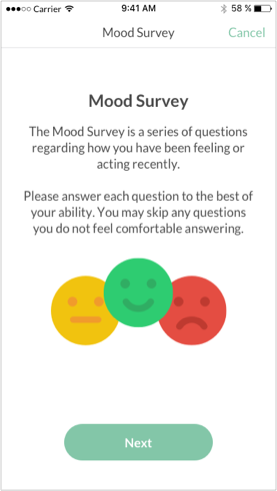 Carrier 9:41 AM 58 %
Mood Survey Cancel
Mood Survey
The Mood Survey is a series of questions
regarding how you have been feeling or
acting recently.
Please answer each question to the best of
your ability. You may skip any questions
you do not feel comfortable answering.
Next